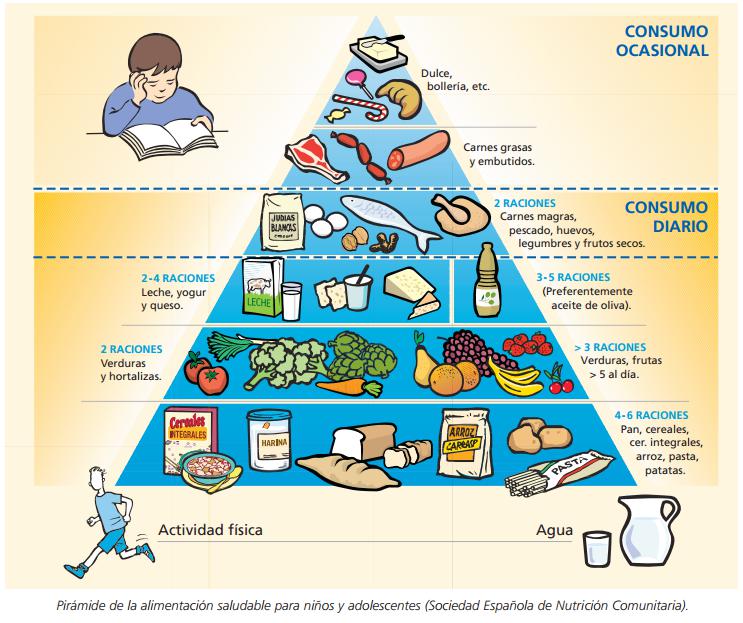 CONSUMO
OCASIONAL
Dulce,
bollería, etc.
Carnes grasas
y embutidos.
CONSUMO
DIARIO
2 RACIONES
Carnes magras,
pescado, huevos,
legumbres y frutos secos.
JUDIAS
BLANCAS
2-4 RACIONES
Leche, yogur
y queso.
LECHE
3-5 RACIONES
(Preferentemente
aceite de oliva).
2 RACIONES
Verduras
y hortalizas.
> 3 RACIONES
Verduras, frutas
> 5 al día.
4-6 RACIONES
Pan, cereales,
cer. integrales,
arroz, pasta,
patatas.
Cereales
INTEGRALES
HARINA
ARROZ
PASTA
Actividad física
Agua
Pirámide de la alimentación saludable para niños y adolescentes (Sociedad Española de Nutrición Comunitaria).